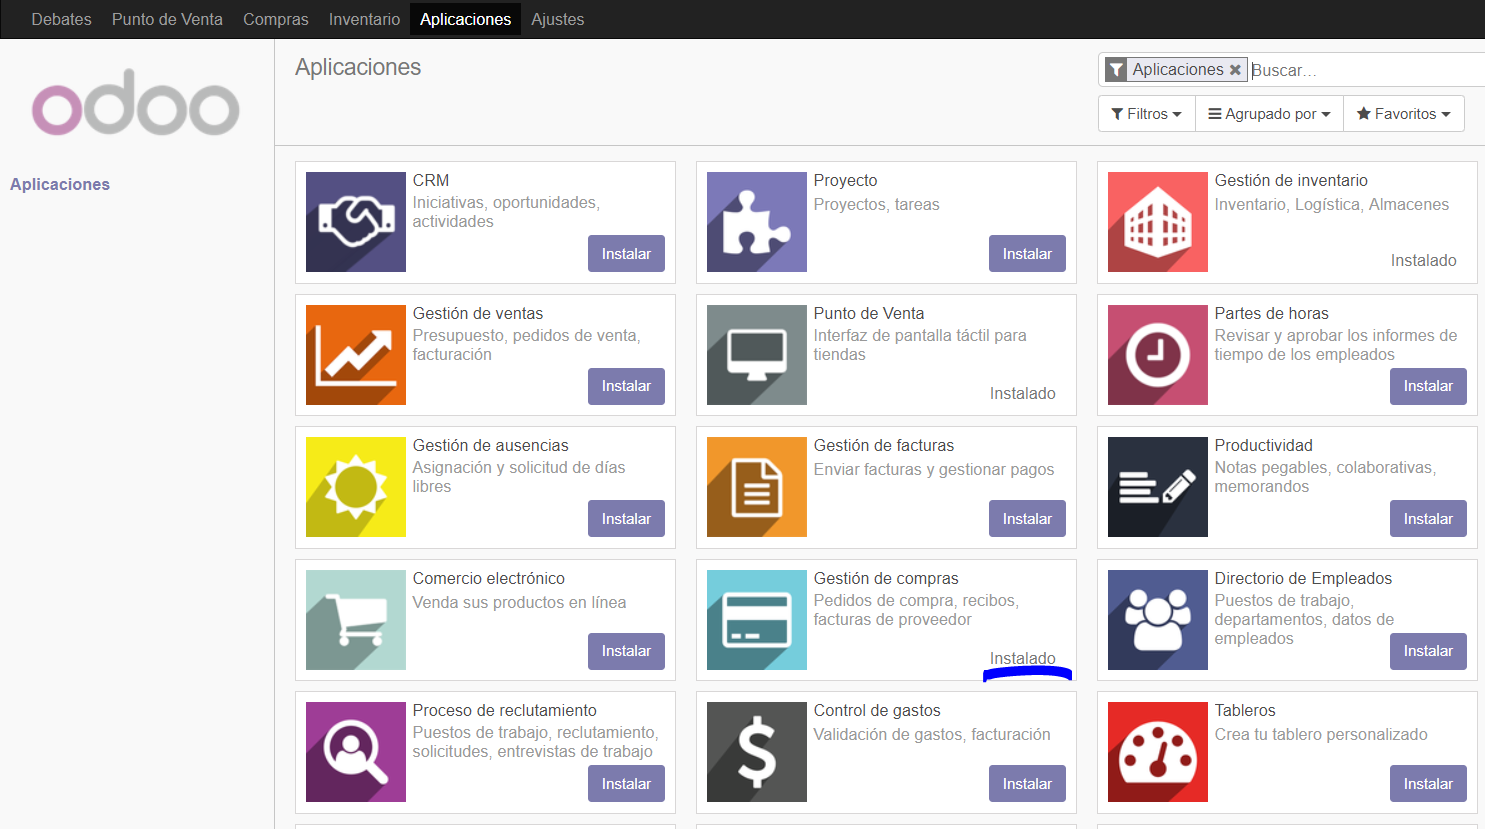 Debates Punto de Venta Compras Inventario Aplicaciones Ajustes
odoo
Aplicaciones
Aplicaciones
Aplicaciones Buscar...
Filtros Agrupado por Favoritos
CRM
Iniciativas, oportunidades,
actividades
Instalar
Proyecto
Proyectos, tareas
Instalar
Gestión de inventario
Inventario, Logística, Almacenes
Instalado
Gestión de ventas
Presupuesto, pedidos de venta,
facturación
Instalar
Punto de Venta
Interfaz de pantalla táctil para
tiendas
Instalado
Partes de horas
Revisar y aprobar los informes de
tiempo de los empleados
Instalar
Gestión de ausencias
Asignación y solicitud de días
libres
Instalar
Gestión de facturas
Enviar facturas y gestionar pagos
Instalar
Productividad
Notas pegables, colaborativas,
memorandos
Instalar
Comercio electrónico
Venda sus productos en línea
Instalar
Gestión de compras
Pedidos de compra, recibos,
facturas de proveedor
Instalado
Directorio de Empleados
Puestos de trabajo,
departamentos, datos de
empleados
Instalar
Proceso de reclutamiento
Puestos de trabajo, reclutamiento,
solicitudes, entrevistas de trabajo
Instalar
Control de gastos
Validación de gastos, facturación
Instalar
Tableros
Crea tu tablero personalizado
Instalar